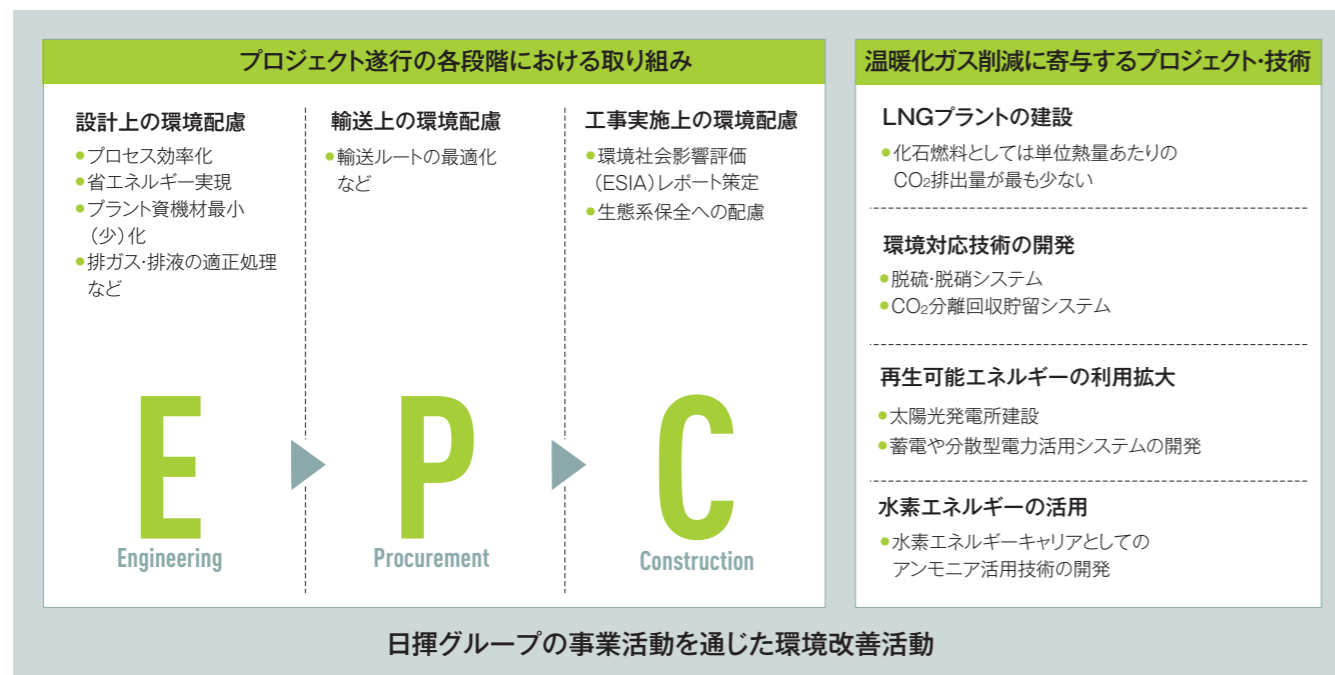 プロジェクト遂行の各段階における取り組み
設計上の環境配慮
●プロセス効率化
●省エネルギー実現
●プラント資機材最小
（少）化
●排ガス・排液の適正処理
など
E
Engineering
輸送上の環境配慮
●輸送ルートの最適化
など
P
Procurement
工事実施上の環境配慮
●環境社会影響評価
（ESIA）レポート策定
●生態系保全への配慮
C
Construction
温暖化ガス削減に寄与するプロジェクト・技術
LNGプラントの建設
●化石燃料としては単位熱量あたりの
CO₂排出量が最も少ない
環境対応技術の開発
●脱硫・脱硝システム
●CO₂分離回収貯留システム
再生可能エネルギーの利用拡大
●太陽光発電所建設
●蓄電や分散型電力活用システムの開発
水素エネルギーの活用
●水素エネルギーキャリアとしての
アンモニア活用技術の開発
日揮グループの事業活動を通じた環境改善活動